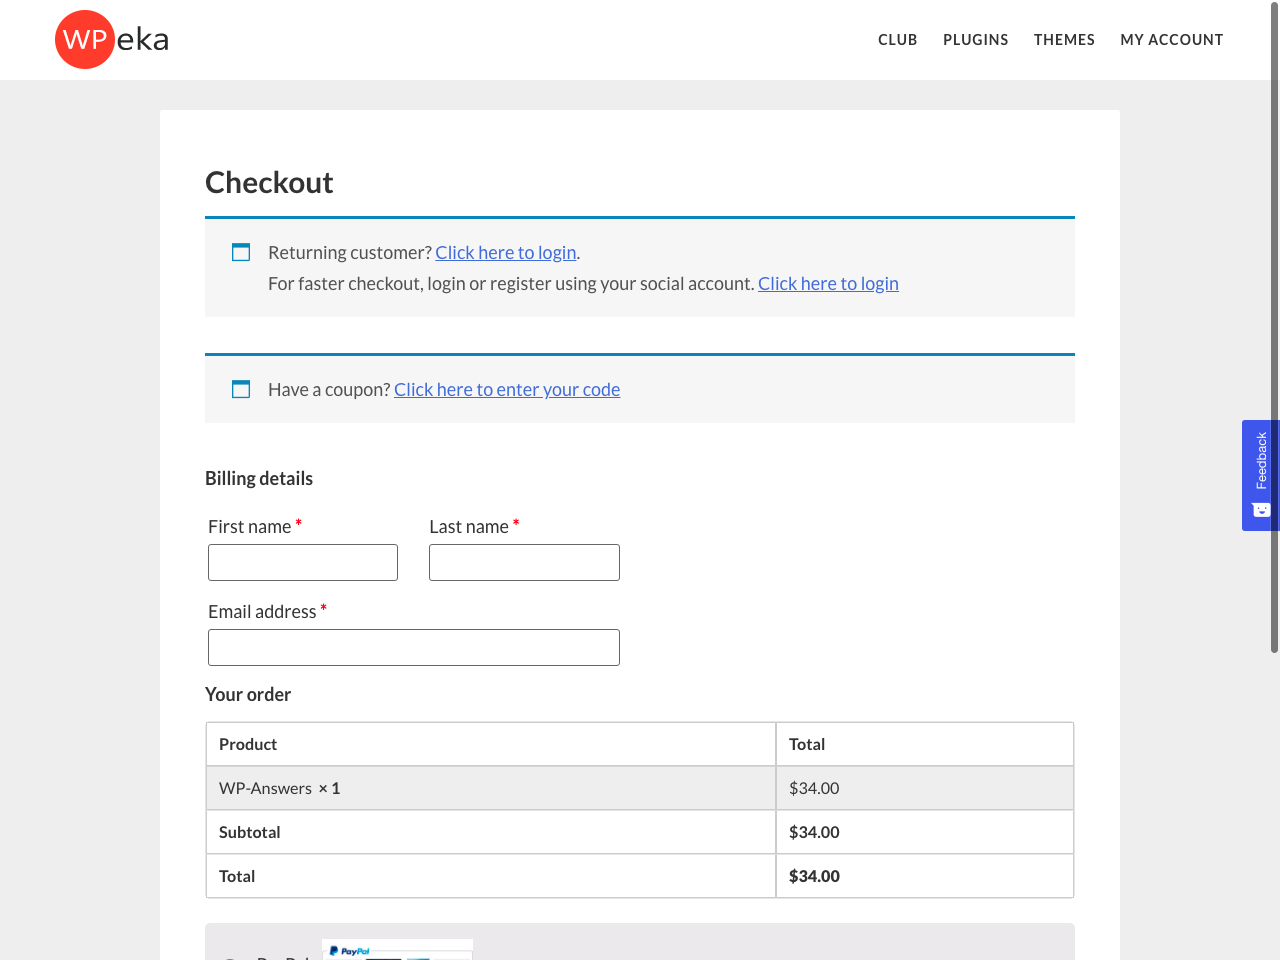 WPeka
CLUB PLUGINS THEMES MY ACCOUNT
Checkout
Returning customer? Click here to login.
For faster checkout, login or register using your social account. Click here to login
Have a coupon? Click here to enter your code
Feedback
Billing details
First name * Last name *
Email address *
Your order
Product Total
WP-Answers × 1 $34.00
Subtotal $34.00
Total $34.00
PayPal PayPal